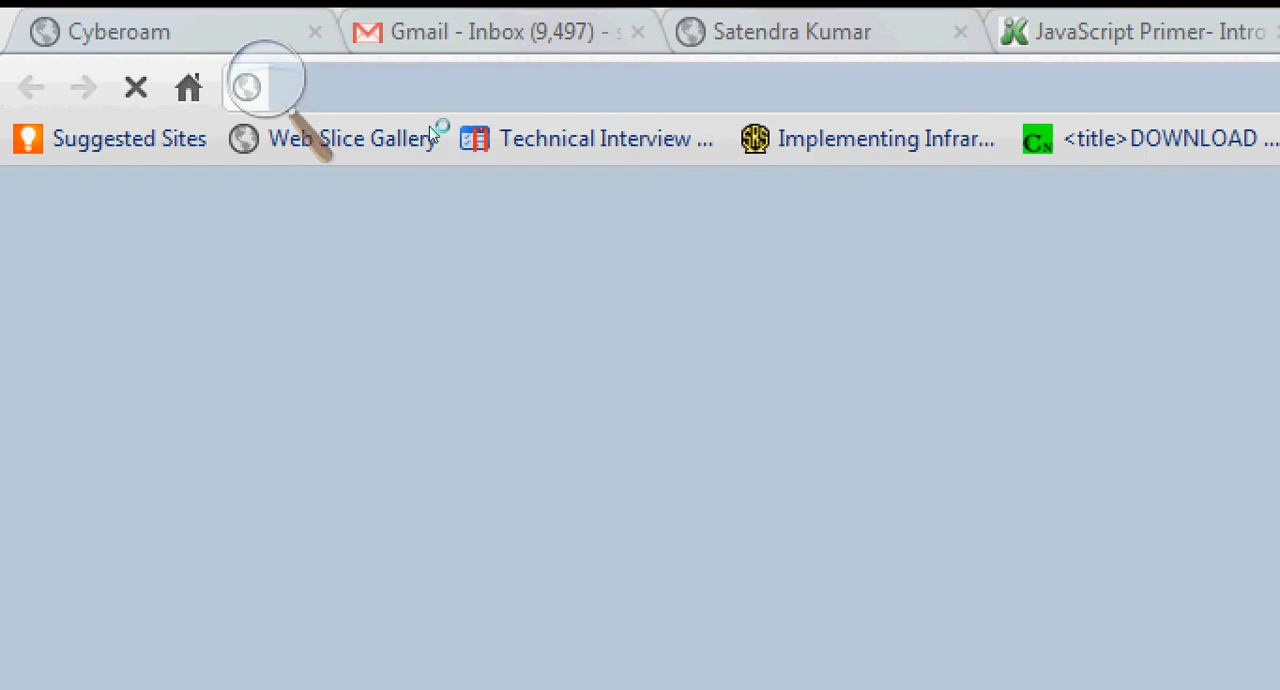 Cyberoam Gmail - Inbox (9,497) - Satendra Kumar JavaScript Primer- Intro
Suggested Sites Web Slice Gallery Technical Interview ... Implementing Infrar... <title>DOWNLOAD ...